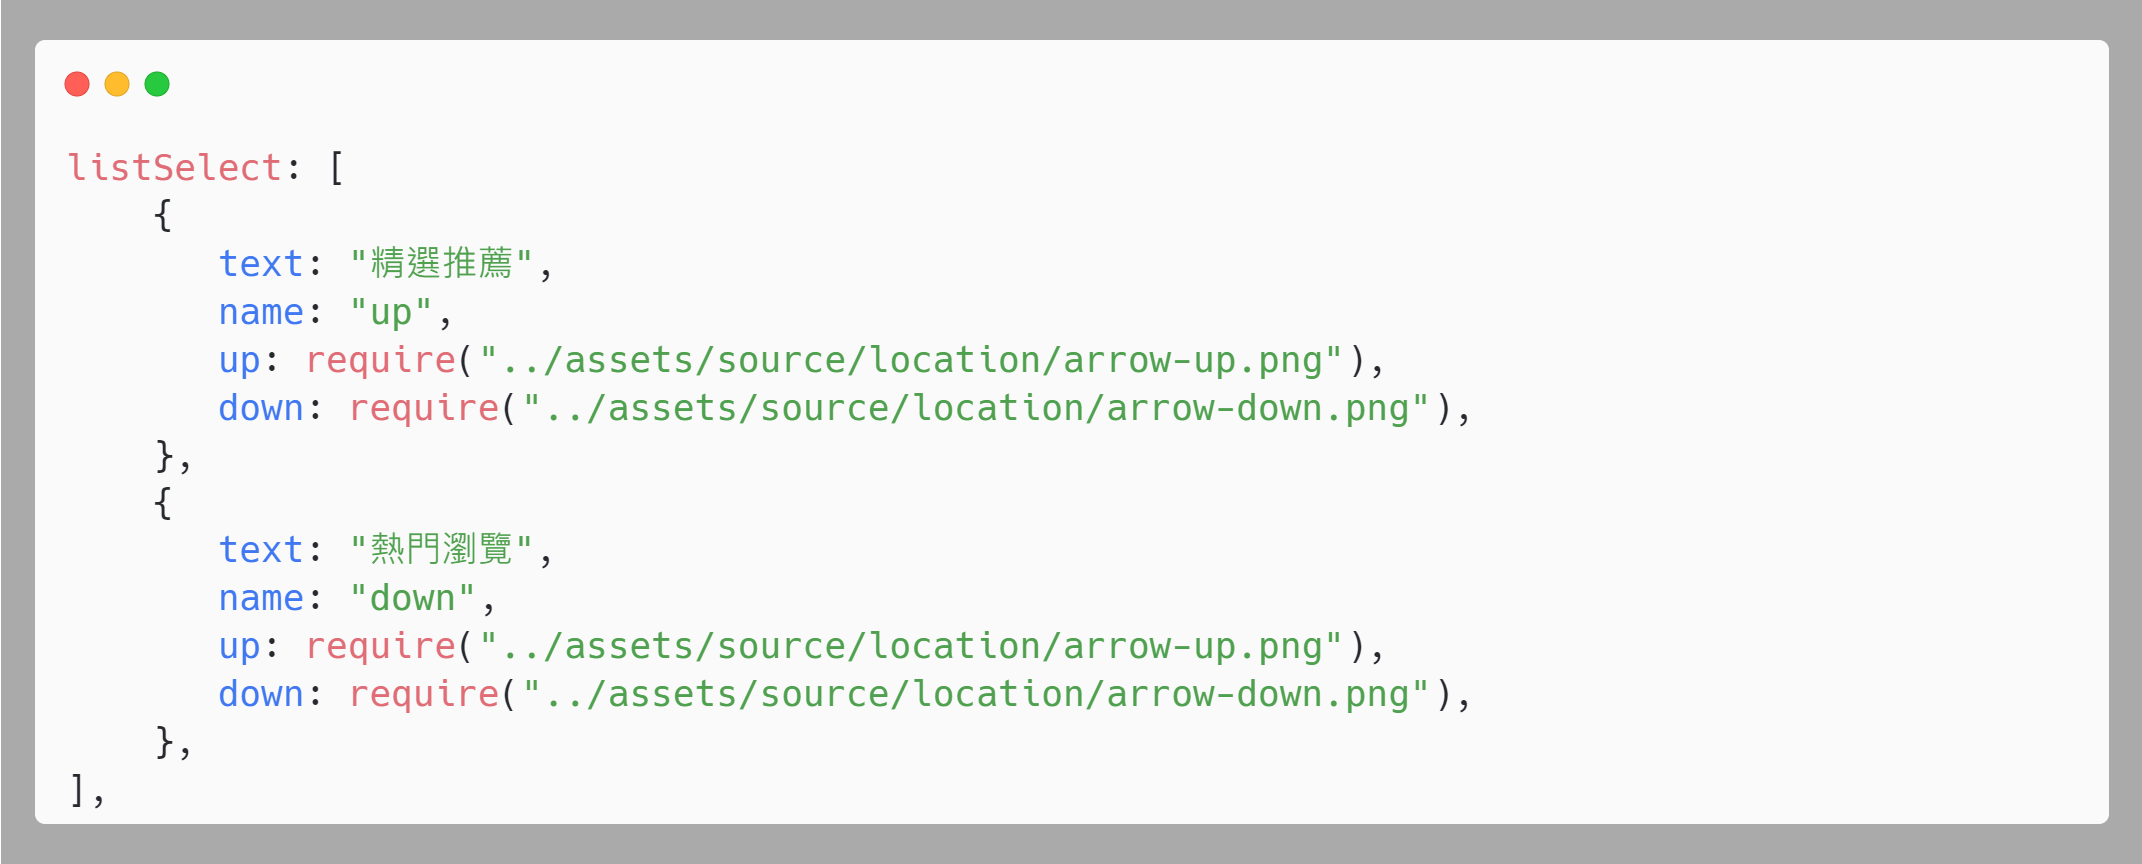 listSelect: [
    {
       text: "精選推薦",
       name: "up",
       up: require("../assets/source/location/arrow-up.png"),
       down: require("../assets/source/location/arrow-down.png"),
    },
    {
       text: "熱門瀏覽",
       name: "down",
       up: require("../assets/source/location/arrow-up.png"),
       down: require("../assets/source/location/arrow-down.png"),
    },
],